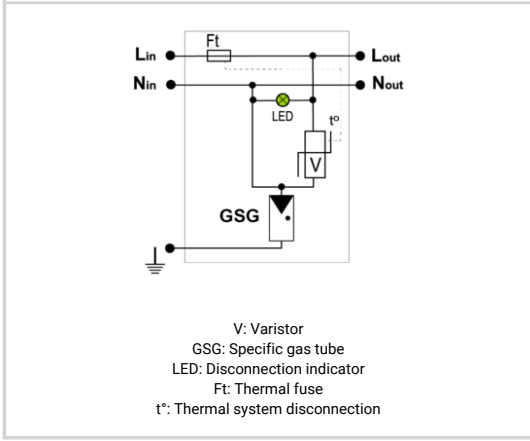 Ft
Lin
Lout
Nin
Nout
LED
t°
V
GSG
V: Varistor
GSG: Specific gas tube
LED: Disconnection indicator
Ft: Thermal fuse
t°: Thermal system disconnection